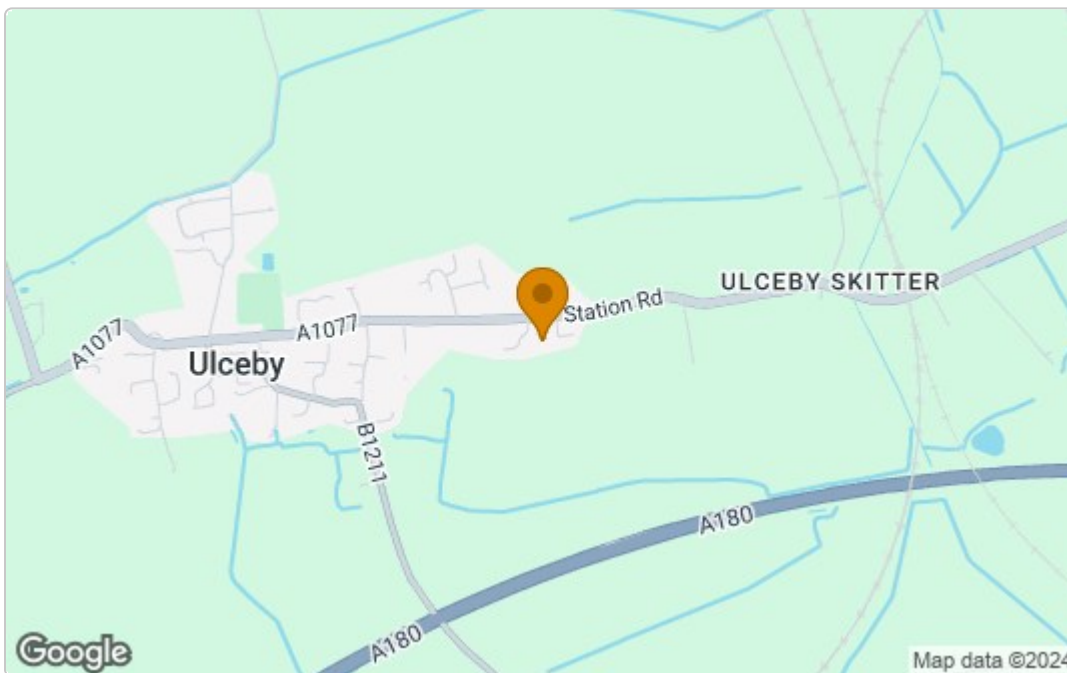 ULCEBY SKITTER
Station Rd
A1077
A1077
Ulceby
B1211
A180
A180
Google
Map data ©2024